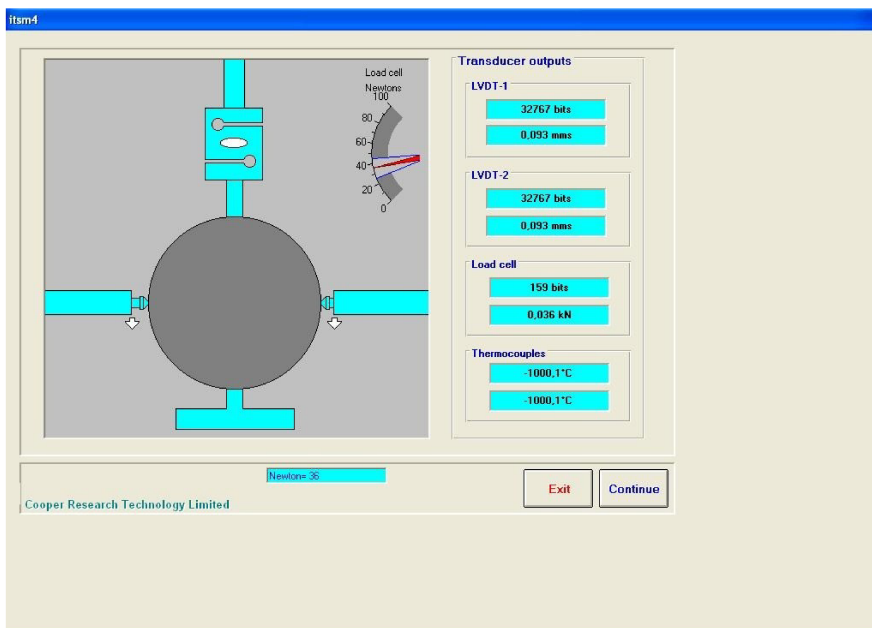 itsm4
Load cell
Newtons
100
80
60
40
20
0
Transducer outputs
LVDT-1
32767 bits
0,093 mms
LVDT-2
32767 bits
0,093 mms
Load cell
159 bits
0,036 kN
Thermocouples
-1000,1°C
-1000,1°C
Newton= 36
Exit
Continue
Cooper Research Technology Limited